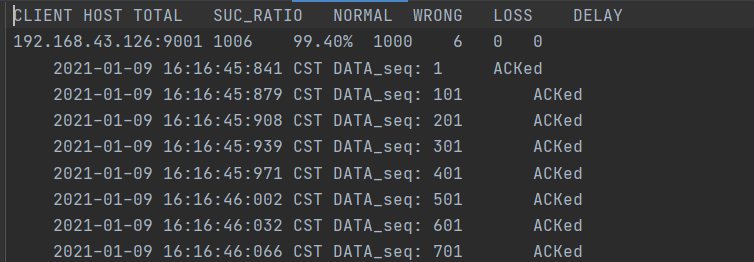 CLIENT HOST TOTAL SUC_RATIO NORMAL WRONG LOSS DELAY
192.168.43.126:9001 1006 99.40% 1000 6 0 0
2021-01-09 16:16:45:841 CST DATA_seq: 1 ACKed
2021-01-09 16:16:45:879 CST DATA_seq: 101 ACKed
2021-01-09 16:16:45:908 CST DATA_seq: 201 ACKed
2021-01-09 16:16:45:939 CST DATA_seq: 301 ACKed
2021-01-09 16:16:45:971 CST DATA_seq: 401 ACKed
2021-01-09 16:16:46:002 CST DATA_seq: 501 ACKed
2021-01-09 16:16:46:032 CST DATA_seq: 601 ACKed
2021-01-09 16:16:46:066 CST DATA_seq: 701 ACKed